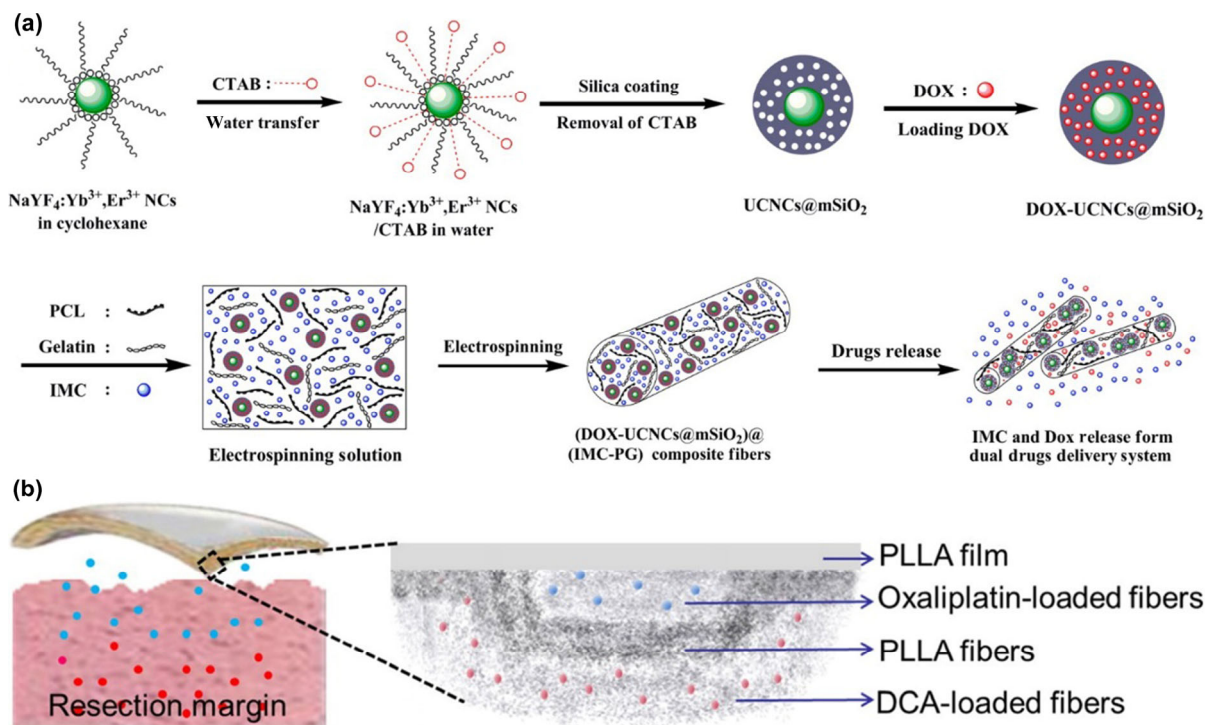 (a)
CTAB :
Water transfer
Silica coating
Removal of CTAB
DOX :
Loading DOX
NaYF₄:Yb³⁺,Er³⁺ NCs
in cyclohexane
NaYF₄:Yb³⁺,Er³⁺ NCs
/CTAB in water
UCNCs@mSiO₂
DOX-UCNCs@mSiO₂
PCL :
Gelatin :
IMC :
Electrospinning
Drugs release
Electrospinning solution
(DOX-UCNCs@mSiO₂)@
(IMC-PG) composite fibers
IMC and Dox release form
dual drugs delivery system
(b)
Resection margin
PLLA film
Oxaliplatin-loaded fibers
PLLA fibers
DCA-loaded fibers